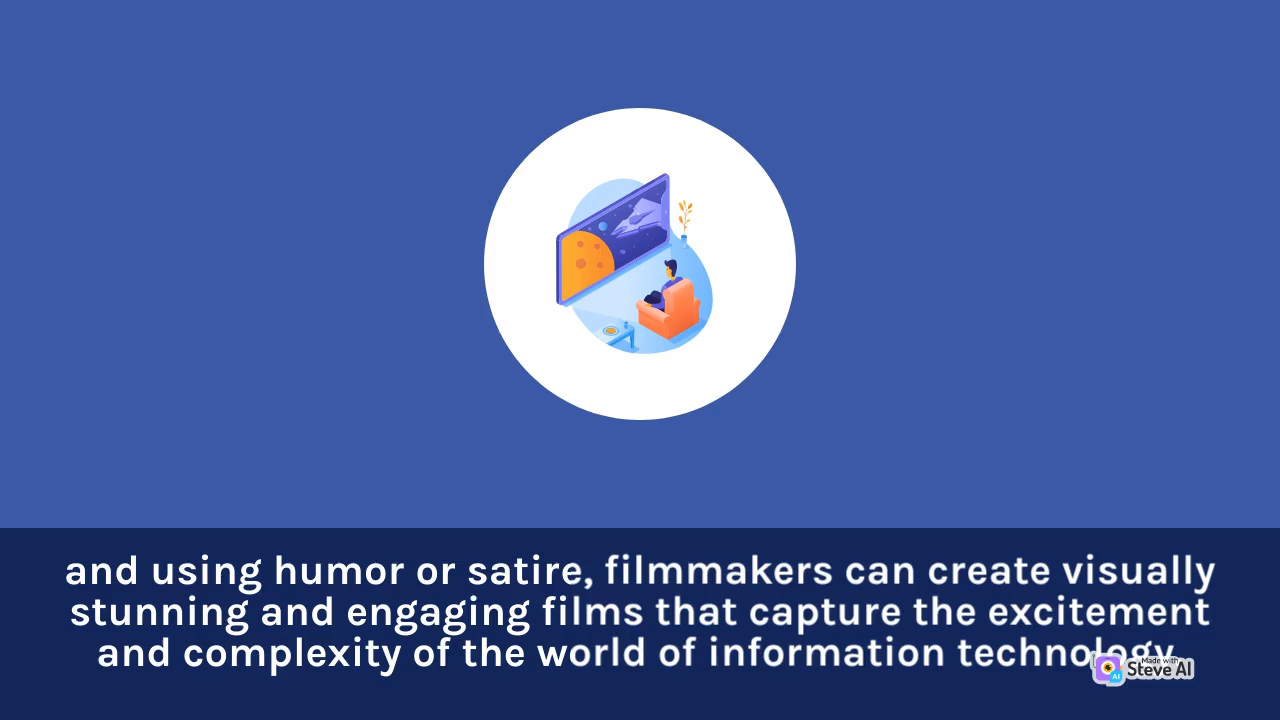 and using humor or satire, filmmakers can create visually
stunning and engaging films that capture the excitement
and complexity of the world of information technology.
Made with
Steve AI
AI